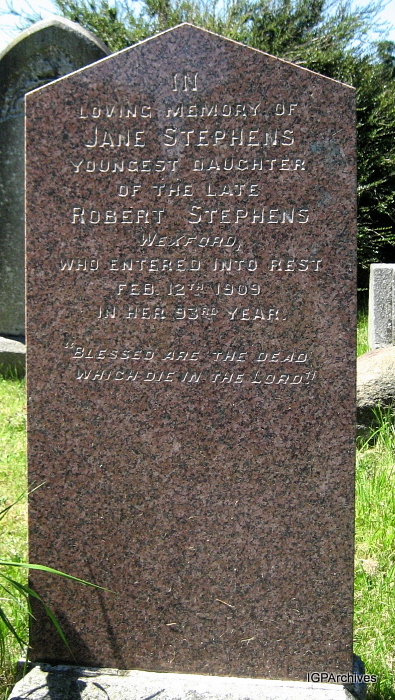 IN
LOVING MEMORY OF
JANE STEPHENS
YOUNGEST DAUGHTER
OF THE LATE
ROBERT STEPHENS
WEXFORD,
WHO ENTERED INTO REST
FEB. 12TH 1909
IN HER 93RD YEAR.
"BLESSED ARE THE DEAD
WHICH DIE IN THE LORD"
IGPArchives